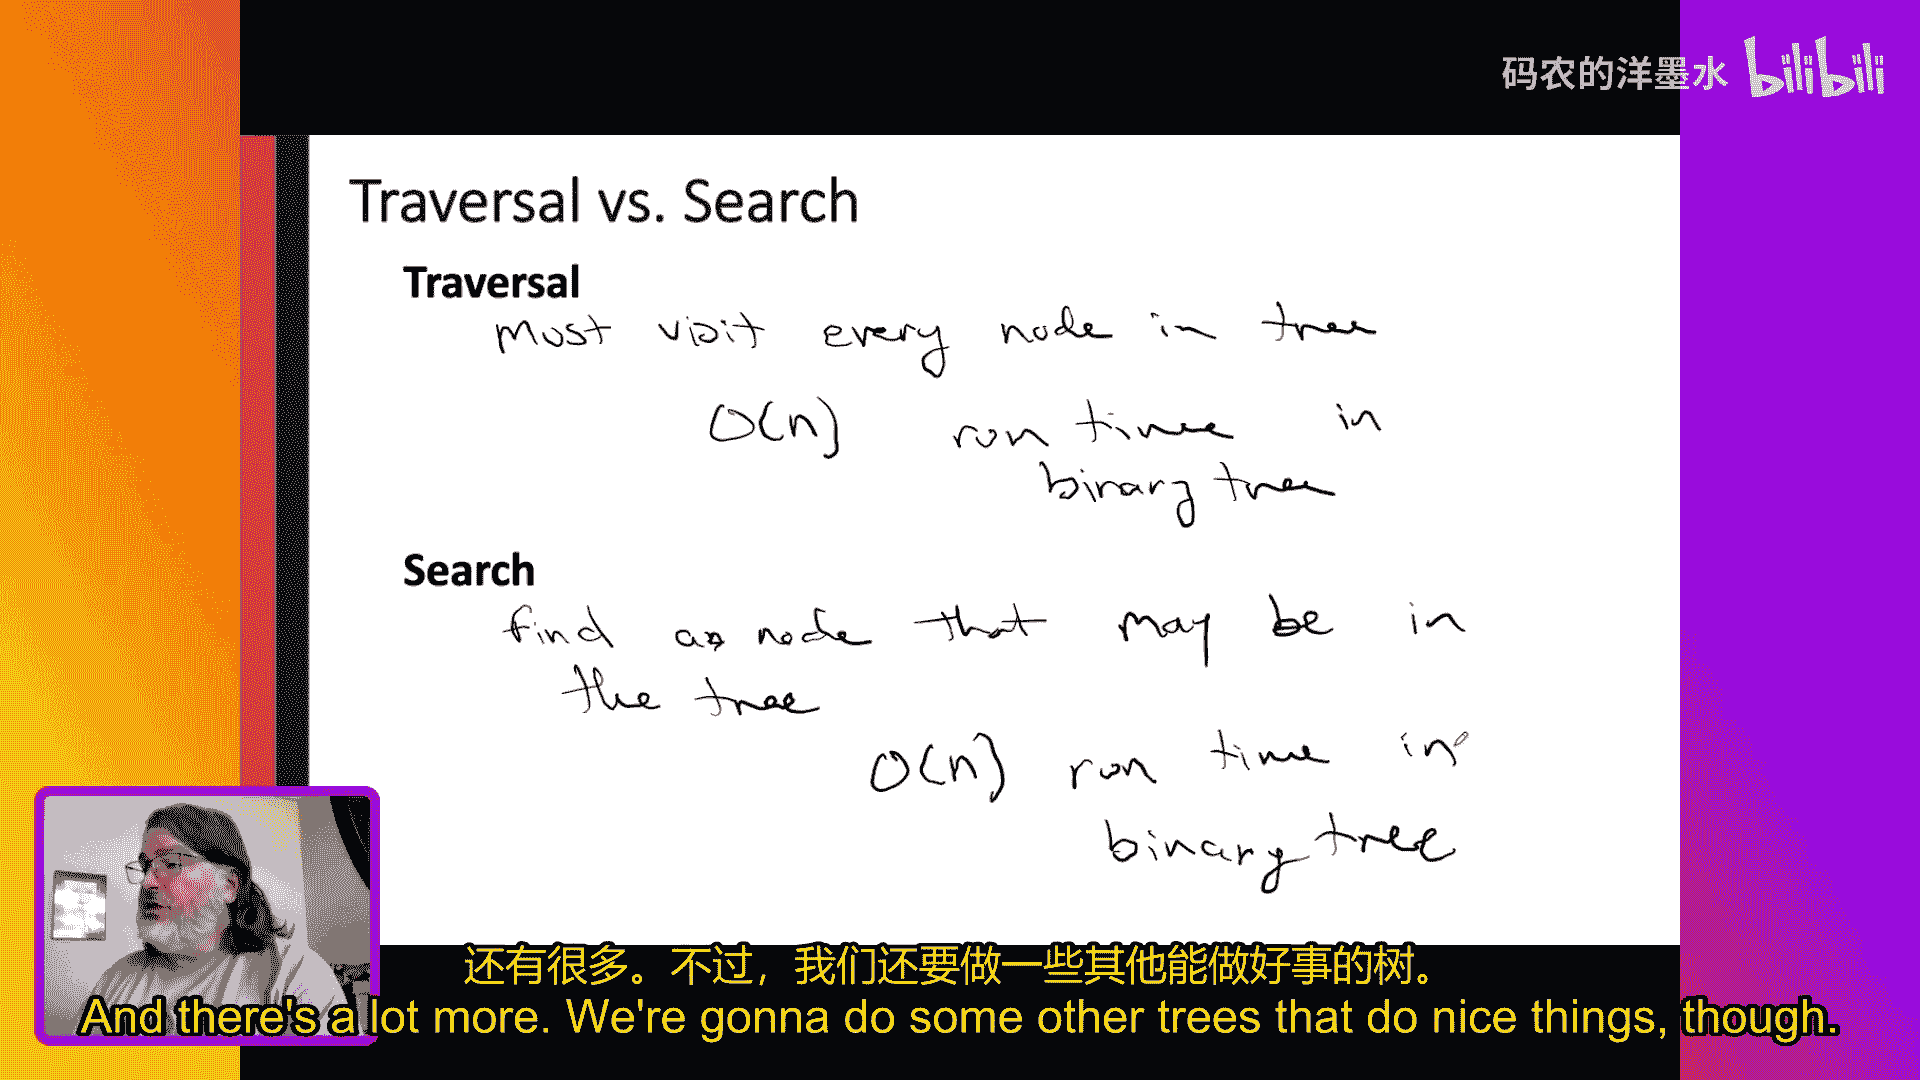 码农的洋墨水 bilibili
Traversal vs. Search
Traversal
Must visit every node in tree
O(n) run time in
binary tree
Search
find a node that may be in
the tree
O(n) run time in
binary tree
还有很多。不过，我们还要做一些其他能做好事的树。
And there's a lot more. We're gonna do some other trees that do nice things, though.